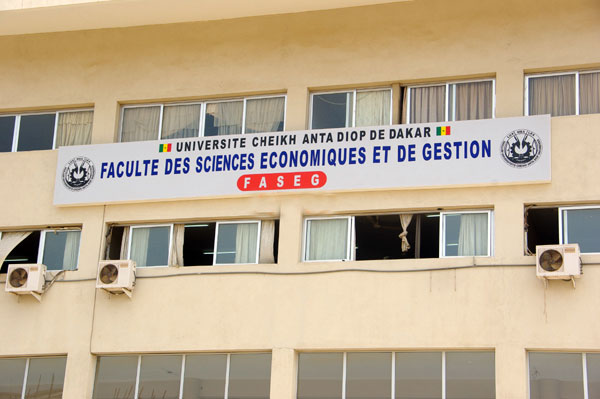 UNIVERSITE CHEIKH ANTA DIOP DE DAKAR
FACULTE DES SCIENCES ECONOMIQUES ET DE GESTION
FASEG